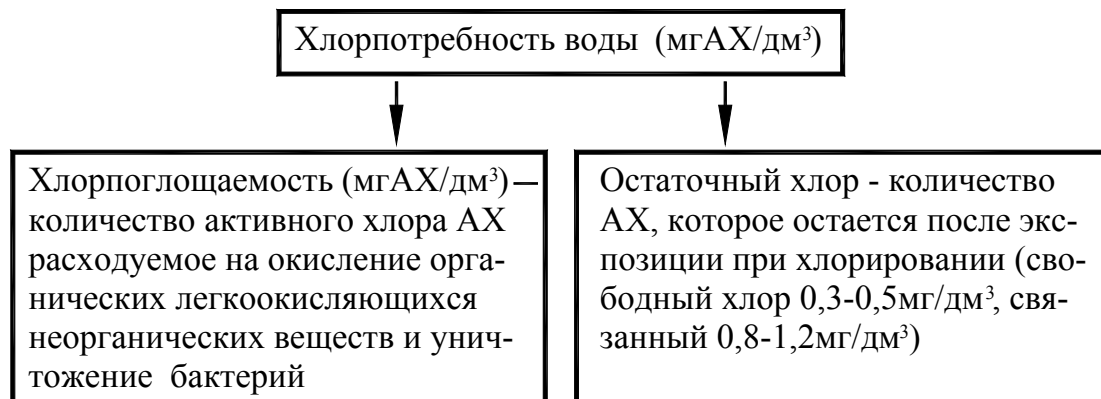 Хлорпотребность воды (мгАХ/дм³)
Хлорпоглощаемость (мгАХ/дм³) —
количество активного хлора АХ
расходуемое на окисление орга-
нических легкоокисляющихся
неорганических веществ и унич-
тожение бактерий
Остаточный хлор - количество
АХ, которое остается после экс-
позиции при хлорировании (сво-
бодный хлор 0,3-0,5мг/дм³, свя-
занный 0,8-1,2мг/дм³)